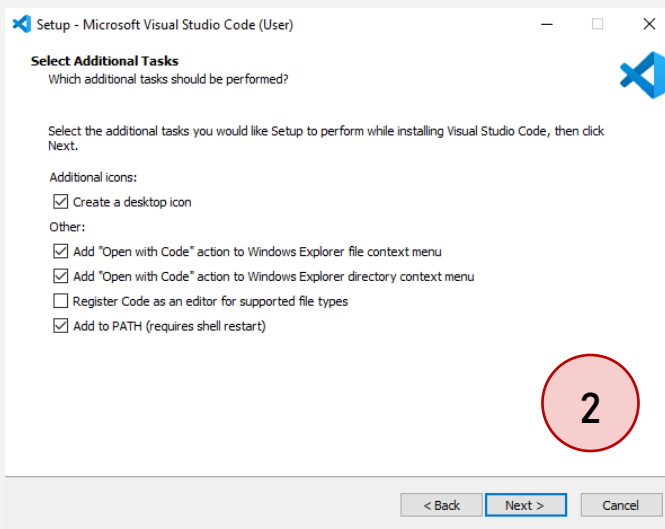 Setup - Microsoft Visual Studio Code (User)
Select Additional Tasks
Which additional tasks should be performed?
Select the additional tasks you would like Setup to perform while installing Visual Studio Code, then click
Next.
Additional icons:
Create a desktop icon
Other:
Add "Open with Code" action to Windows Explorer file context menu
Add "Open with Code" action to Windows Explorer directory context menu
Register Code as an editor for supported file types
Add to PATH (requires shell restart)
2
< Back Next > Cancel